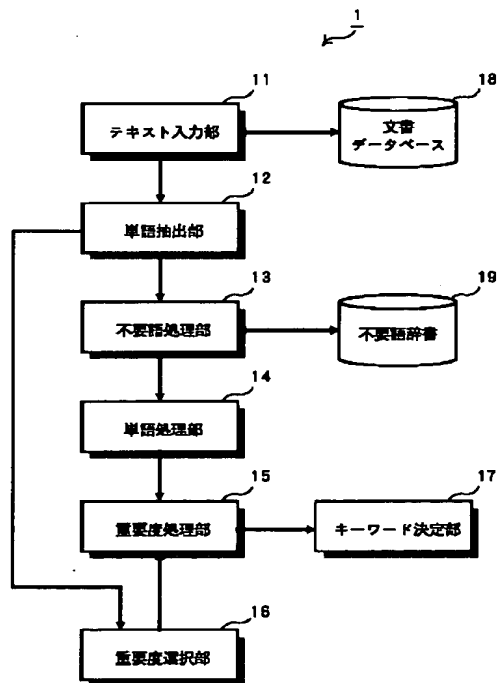 1
11
テキスト入力部
18
文書
データベース
12
単語抽出部
13
不要語処理部
19
不要語辞書
14
単語処理部
15
重要度処理部
17
キーワード決定部
16
重要度選択部